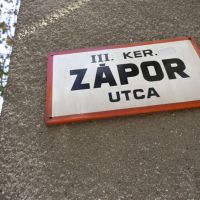 III. KER.
ZÁPOR
UTCA